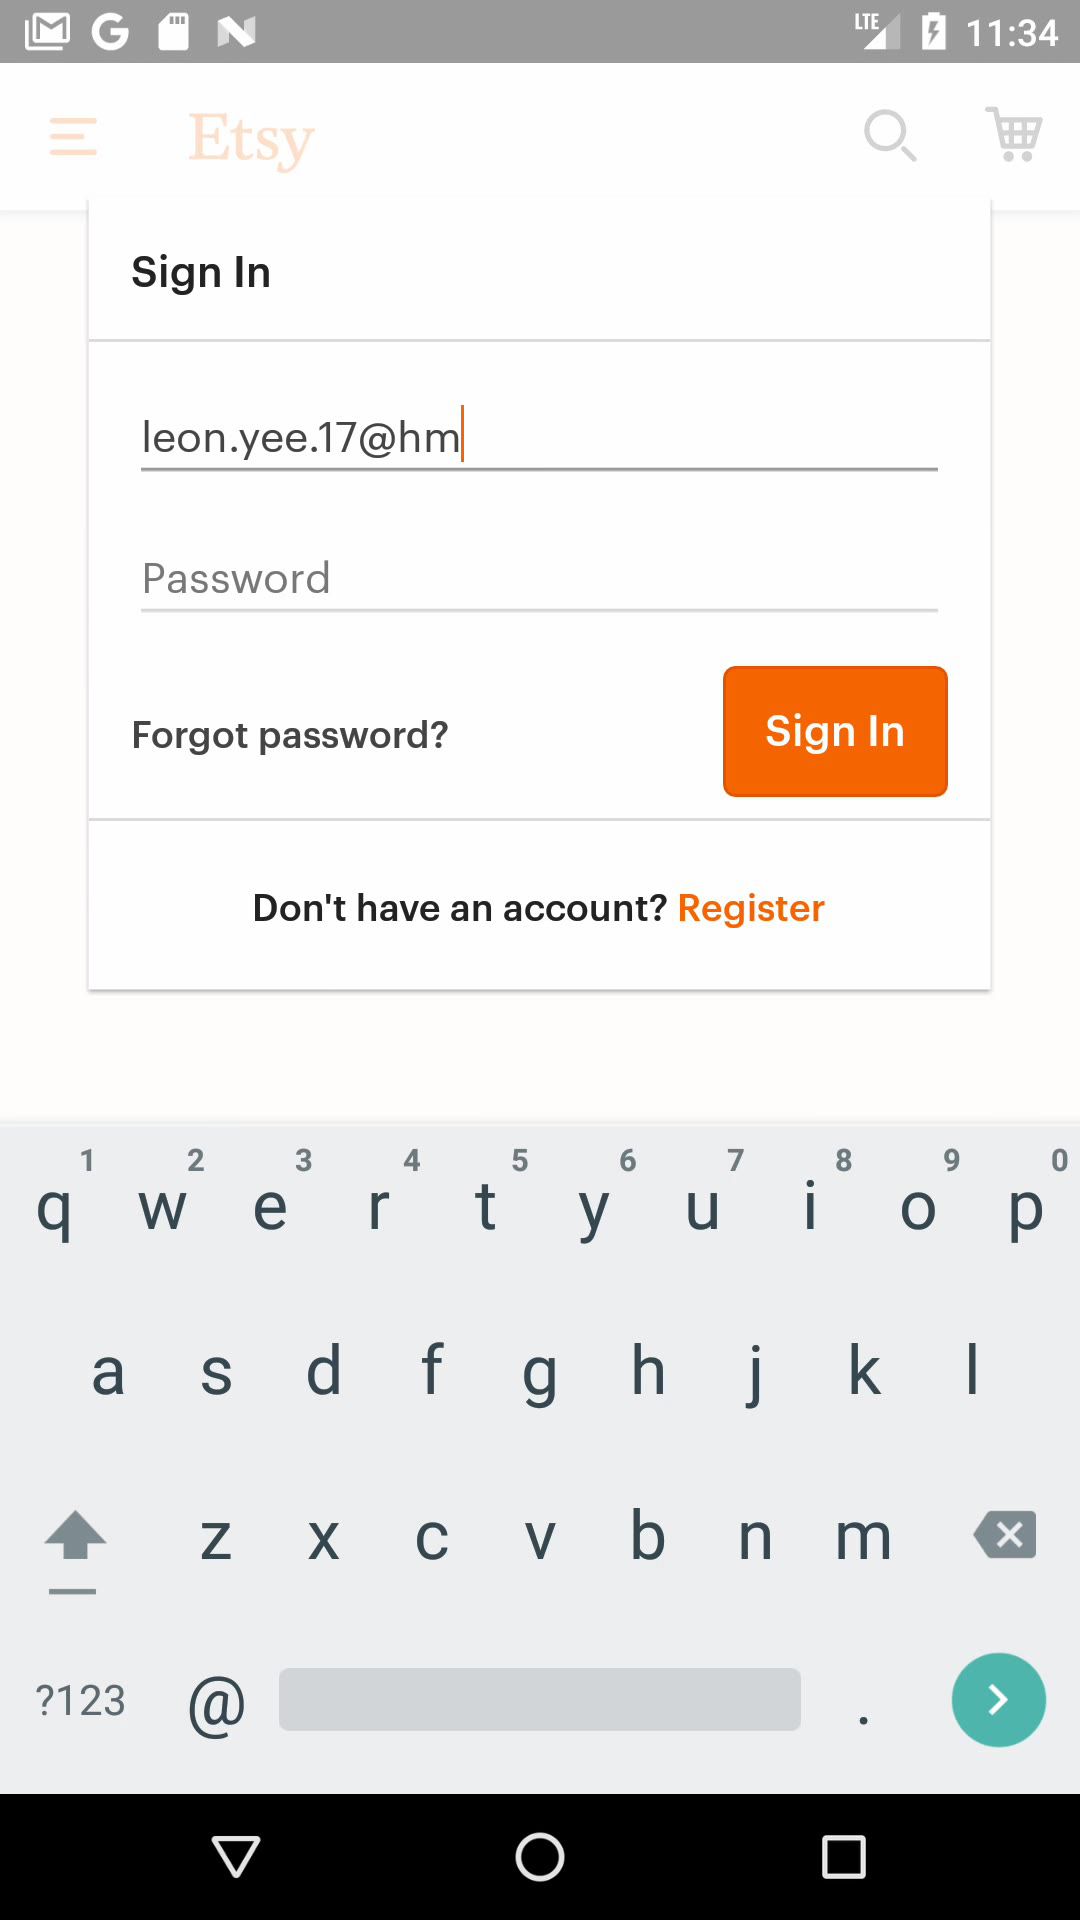 LTE 11:34
Etsy
Sign In
leon.yee.17@hm
Password
Forgot password?
Sign In
Don't have an account? Register
1 2 3 4 5 6 7 8 9 0
q w e r t y u i o p
a s d f g h j k l
z x c v b n m
?123 @ .